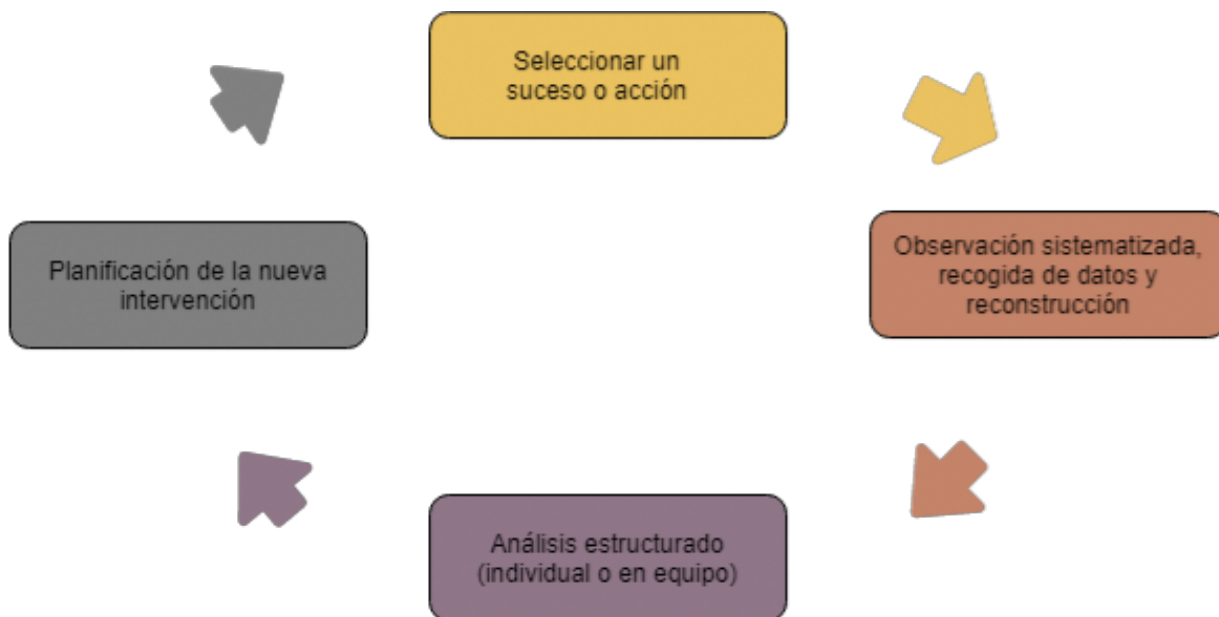 Seleccionar un
suceso o acción
Observación sistematizada,
recogida de datos y
reconstrucción
Análisis estructurado
(individual o en equipo)
Planificación de la nueva
intervención